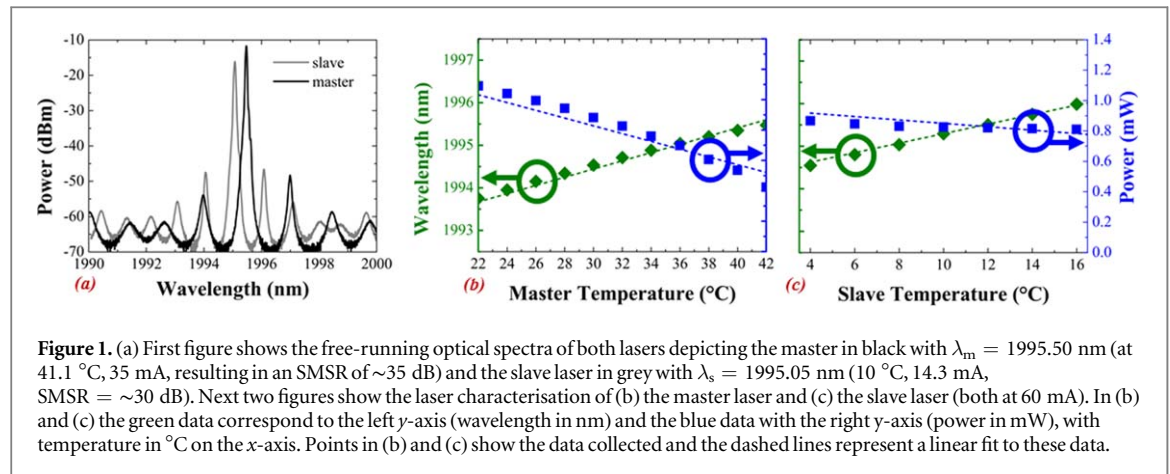 -10
-20
-30
-40
-50
-60
-70
Power (dBm)
slave
master
1990 1992 1994 1996 1998 2000
(a)
Wavelength (nm)
1997
1996
1995
1994
1993
Wavelength (nm)
22 24 26 28 30 32 34 36 38 40 42
(b)
Master Temperature (°C)
4 6 8 10 12 14 16
(c)
Slave Temperature (°C)
1.4
1.2
1.0
0.8
0.6
0.4
0.2
0.0
Power (mW)
Figure 1. (a) First figure shows the free-running optical spectra of both lasers depicting the master in black with λm = 1995.50 nm (at
41.1 °C, 35 mA, resulting in an SMSR of ~35 dB) and the slave laser in grey with λs = 1995.05 nm (10 °C, 14.3 mA,
SMSR = ~30 dB). Next two figures show the laser characterisation of (b) the master laser and (c) the slave laser (both at 60 mA). In (b)
and (c) the green data correspond to the left y-axis (wavelength in nm) and the blue data with the right y-axis (power in mW), with
temperature in °C on the x-axis. Points in (b) and (c) show the data collected and the dashed lines represent a linear fit to these data.